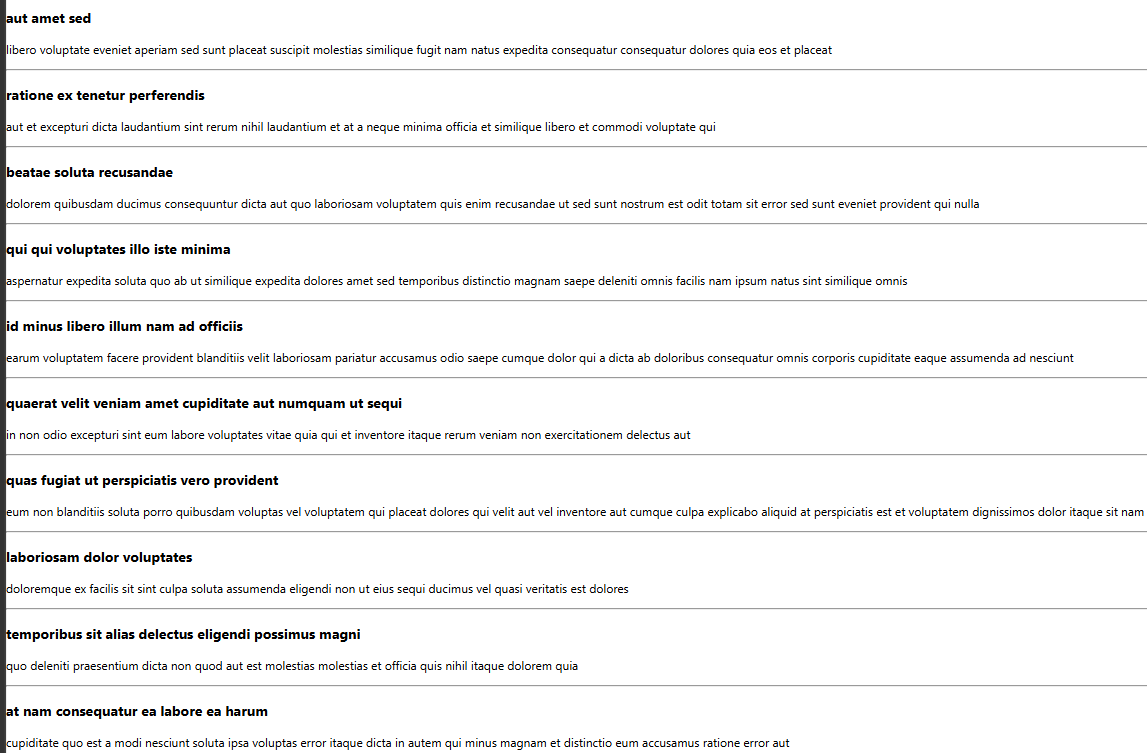 aut amet sed
libero voluptate eveniet aperiam sed sunt placeat suscipit molestias similique fugit nam natus expedita consequatur consequatur dolores quia eos et placeat
ratione ex tenetur perferendis
aut et excepturi dicta laudantium sint rerum nihil laudantium et at a neque minima officia et similique libero et commodi voluptate qui
beatae soluta recusandae
dolorem quibusdam ducimus consequuntur dicta aut quo laboriosam voluptatem quis enim recusandae ut sed sunt nostrum est odit totam sit error sed sunt eveniet provident qui nulla
qui qui voluptates illo iste minima
aspernatur expedita soluta quo ab ut similique expedita dolores amet sed temporibus distinctio magnam saepe deleniti omnis facilis nam ipsum natus sint similique omnis
id minus libero illum nam ad officiis
earum voluptatem facere provident blanditiis velit laboriosam pariatur accusamus odio saepe cumque dolor qui a dicta ab doloribus consequatur omnis corporis cupiditate eaque assumenda ad nesciunt
quaerat velit veniam amet cupiditate aut numquam ut sequi
in non odio excepturi sint eum labore voluptates vitae quia qui et inventore itaque rerum veniam non exercitationem delectus aut
quas fugiat ut perspiciatis vero provident
eum non blanditiis soluta porro quibusdam voluptas vel voluptatem qui placeat dolores qui velit aut vel inventore aut cumque culpa explicabo aliquid at perspiciatis est et voluptatem dignissimos dolor itaque sit nam
laboriosam dolor voluptates
doloremque ex facilis sit sint culpa soluta assumenda eligendi non ut eius sequi ducimus vel quasi veritatis est dolores
temporibus sit alias delectus eligendi possimus magni
quo deleniti praesentium dicta non quod aut est molestias molestias et officia quis nihil itaque dolorem quia
at nam consequatur ea labore ea harum
cupiditate quo est a modi nesciunt soluta ipsa voluptas error itaque dicta in autem qui minus magnam et distinctio eum accusamus ratione error aut